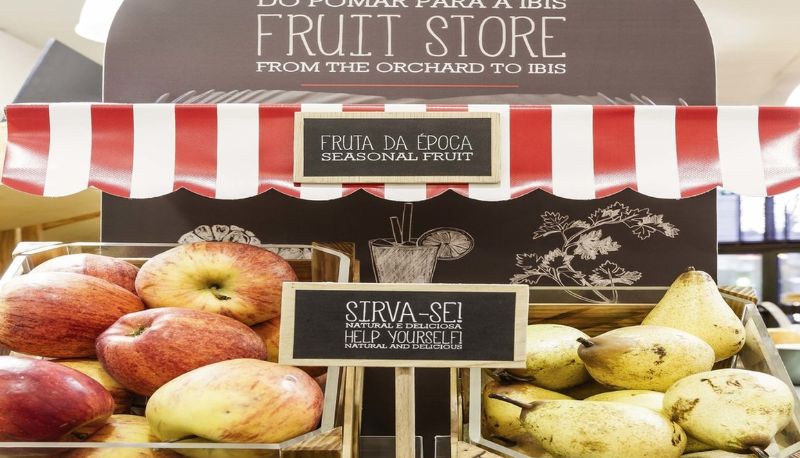 DO POMAR PARA A IBIS
FRUIT STORE
FROM THE ORCHARD TO IBIS
FRUTA DA ÉPOCA
SEASONAL FRUIT
SIRVA-SE!
NATURAL E DELICIOSA
HELP YOURSELF!
NATURAL AND DELICIOUS